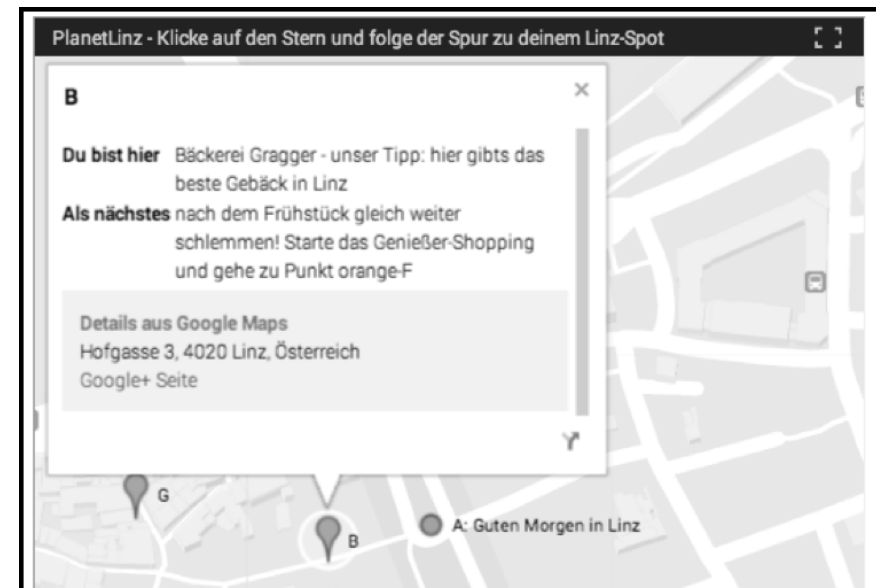 PlanetLinz - Klicke auf den Stern und folge der Spur zu deinem Linz-Spot
B
Du bist hier Bäckerei Gragger - unser Tipp: hier gibts das
beste Gebäck in Linz
Als nächstes nach dem Frühstück gleich weiter
schlemmen! Starte das Genießer-Shopping
und gehe zu Punkt orange-F
Details aus Google Maps
Hofgasse 3, 4020 Linz, Österreich
Google+ Seite
G
B
A: Guten Morgen in Linz